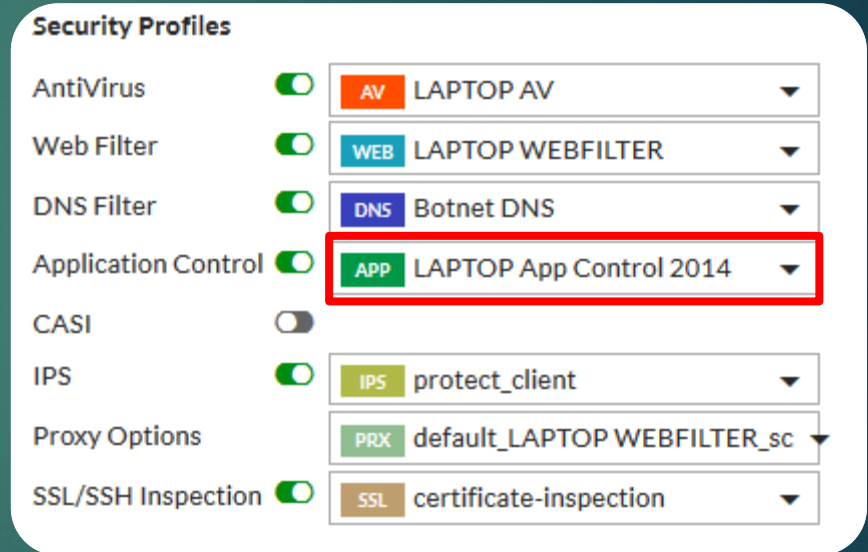 Security Profiles
AntiVirus AV LAPTOP AV
Web Filter WEB LAPTOP WEBFILTER
DNS Filter DNS Botnet DNS
Application Control APP LAPTOP App Control 2014
CASI
IPS IPS protect_client
Proxy Options PRX default_LAPTOP WEBFILTER_sc
SSL/SSH Inspection SSL certificate-inspection